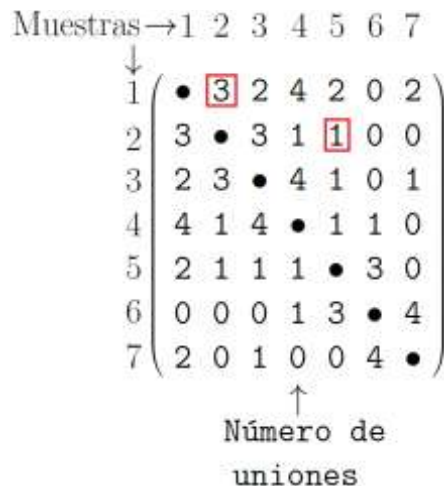 Muestras→1 2 3 4 5 6 7
↓
1 • 3 2 4 2 0 2
2 3 • 3 1 1 0 0
3 2 3 • 4 1 0 1
4 4 1 4 • 1 1 0
5 2 1 1 1 • 3 0
6 0 0 0 1 3 • 4
7 2 0 1 0 0 4 •
↑
Número de
uniones